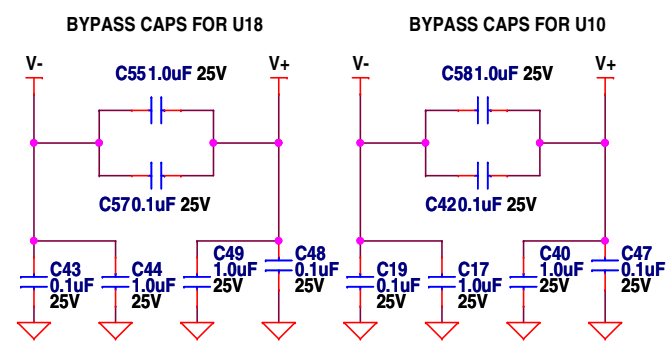 BYPASS CAPS FOR U18
BYPASS CAPS FOR U10
V-
V+
V-
V+
C551.0uF 25V
C581.0uF 25V
C570.1uF 25V
C420.1uF 25V
C43
0.1uF
25V
C44
1.0uF
25V
C49
1.0uF
25V
C48
0.1uF
25V
C19
0.1uF
25V
C17
1.0uF
25V
C40
1.0uF
25V
C47
0.1uF
25V